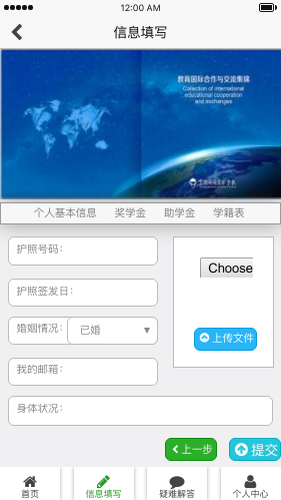 12:00 AM
信息填写
教育国际合作与交流集锦
Collection of international
educational cooperation
and exchanges
个人基本信息 奖学金 助学金 学籍表
护照号码：
Choose
护照签发日：
婚姻情况： 已婚 ▼
上传文件
我的邮箱：
身体状况：
上一步 提交
首页 信息填写 疑难解答 个人中心